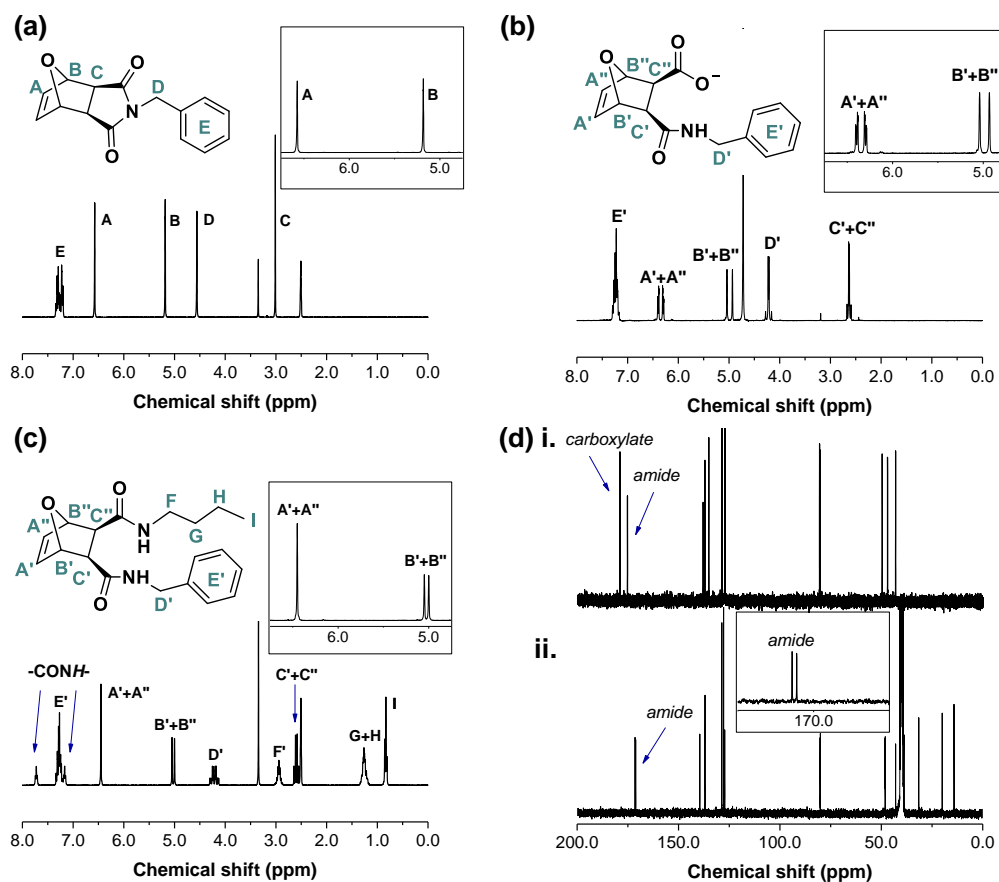 (a)
O
B
C
O
A
D
N
E
O
A
B
6.0
5.0
E
A
B
D
C
8.0 7.0 6.0 5.0 4.0 3.0 2.0 1.0 0.0
Chemical shift (ppm)
(b)
O
O
B"
C"
A"
O⁻
A'
B'
C'
NH
E'
O
D'
A'+A"
B'+B"
6.0
5.0
E'
A'+A"
B'+B"
D'
C'+C"
8.0 7.0 6.0 5.0 4.0 3.0 2.0 1.0 0.0
Chemical shift (ppm)
(c)
O
O
F
H
B"
C"
A"
N
H
G
I
A'
B'
C'
NH
E'
O
D'
A'+A"
B'+B"
6.0
5.0
-CONH-
E'
A'+A"
B'+B"
D'
F'
C'+C"
G+H
I
8.0 7.0 6.0 5.0 4.0 3.0 2.0 1.0 0.0
Chemical shift (ppm)
(d) i.
carboxylate
amide
ii.
amide
170.0
amide
200.0 150.0 100.0 50.0 0.0
Chemical shift (ppm)